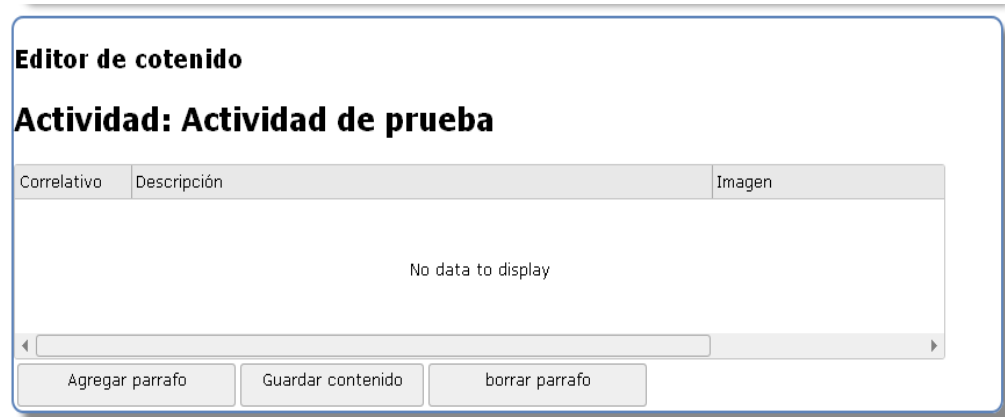 Editor de cotenido
Actividad: Actividad de prueba
Correlativo Descripción Imagen
No data to display
Agregar parrafo Guardar contenido borrar parrafo